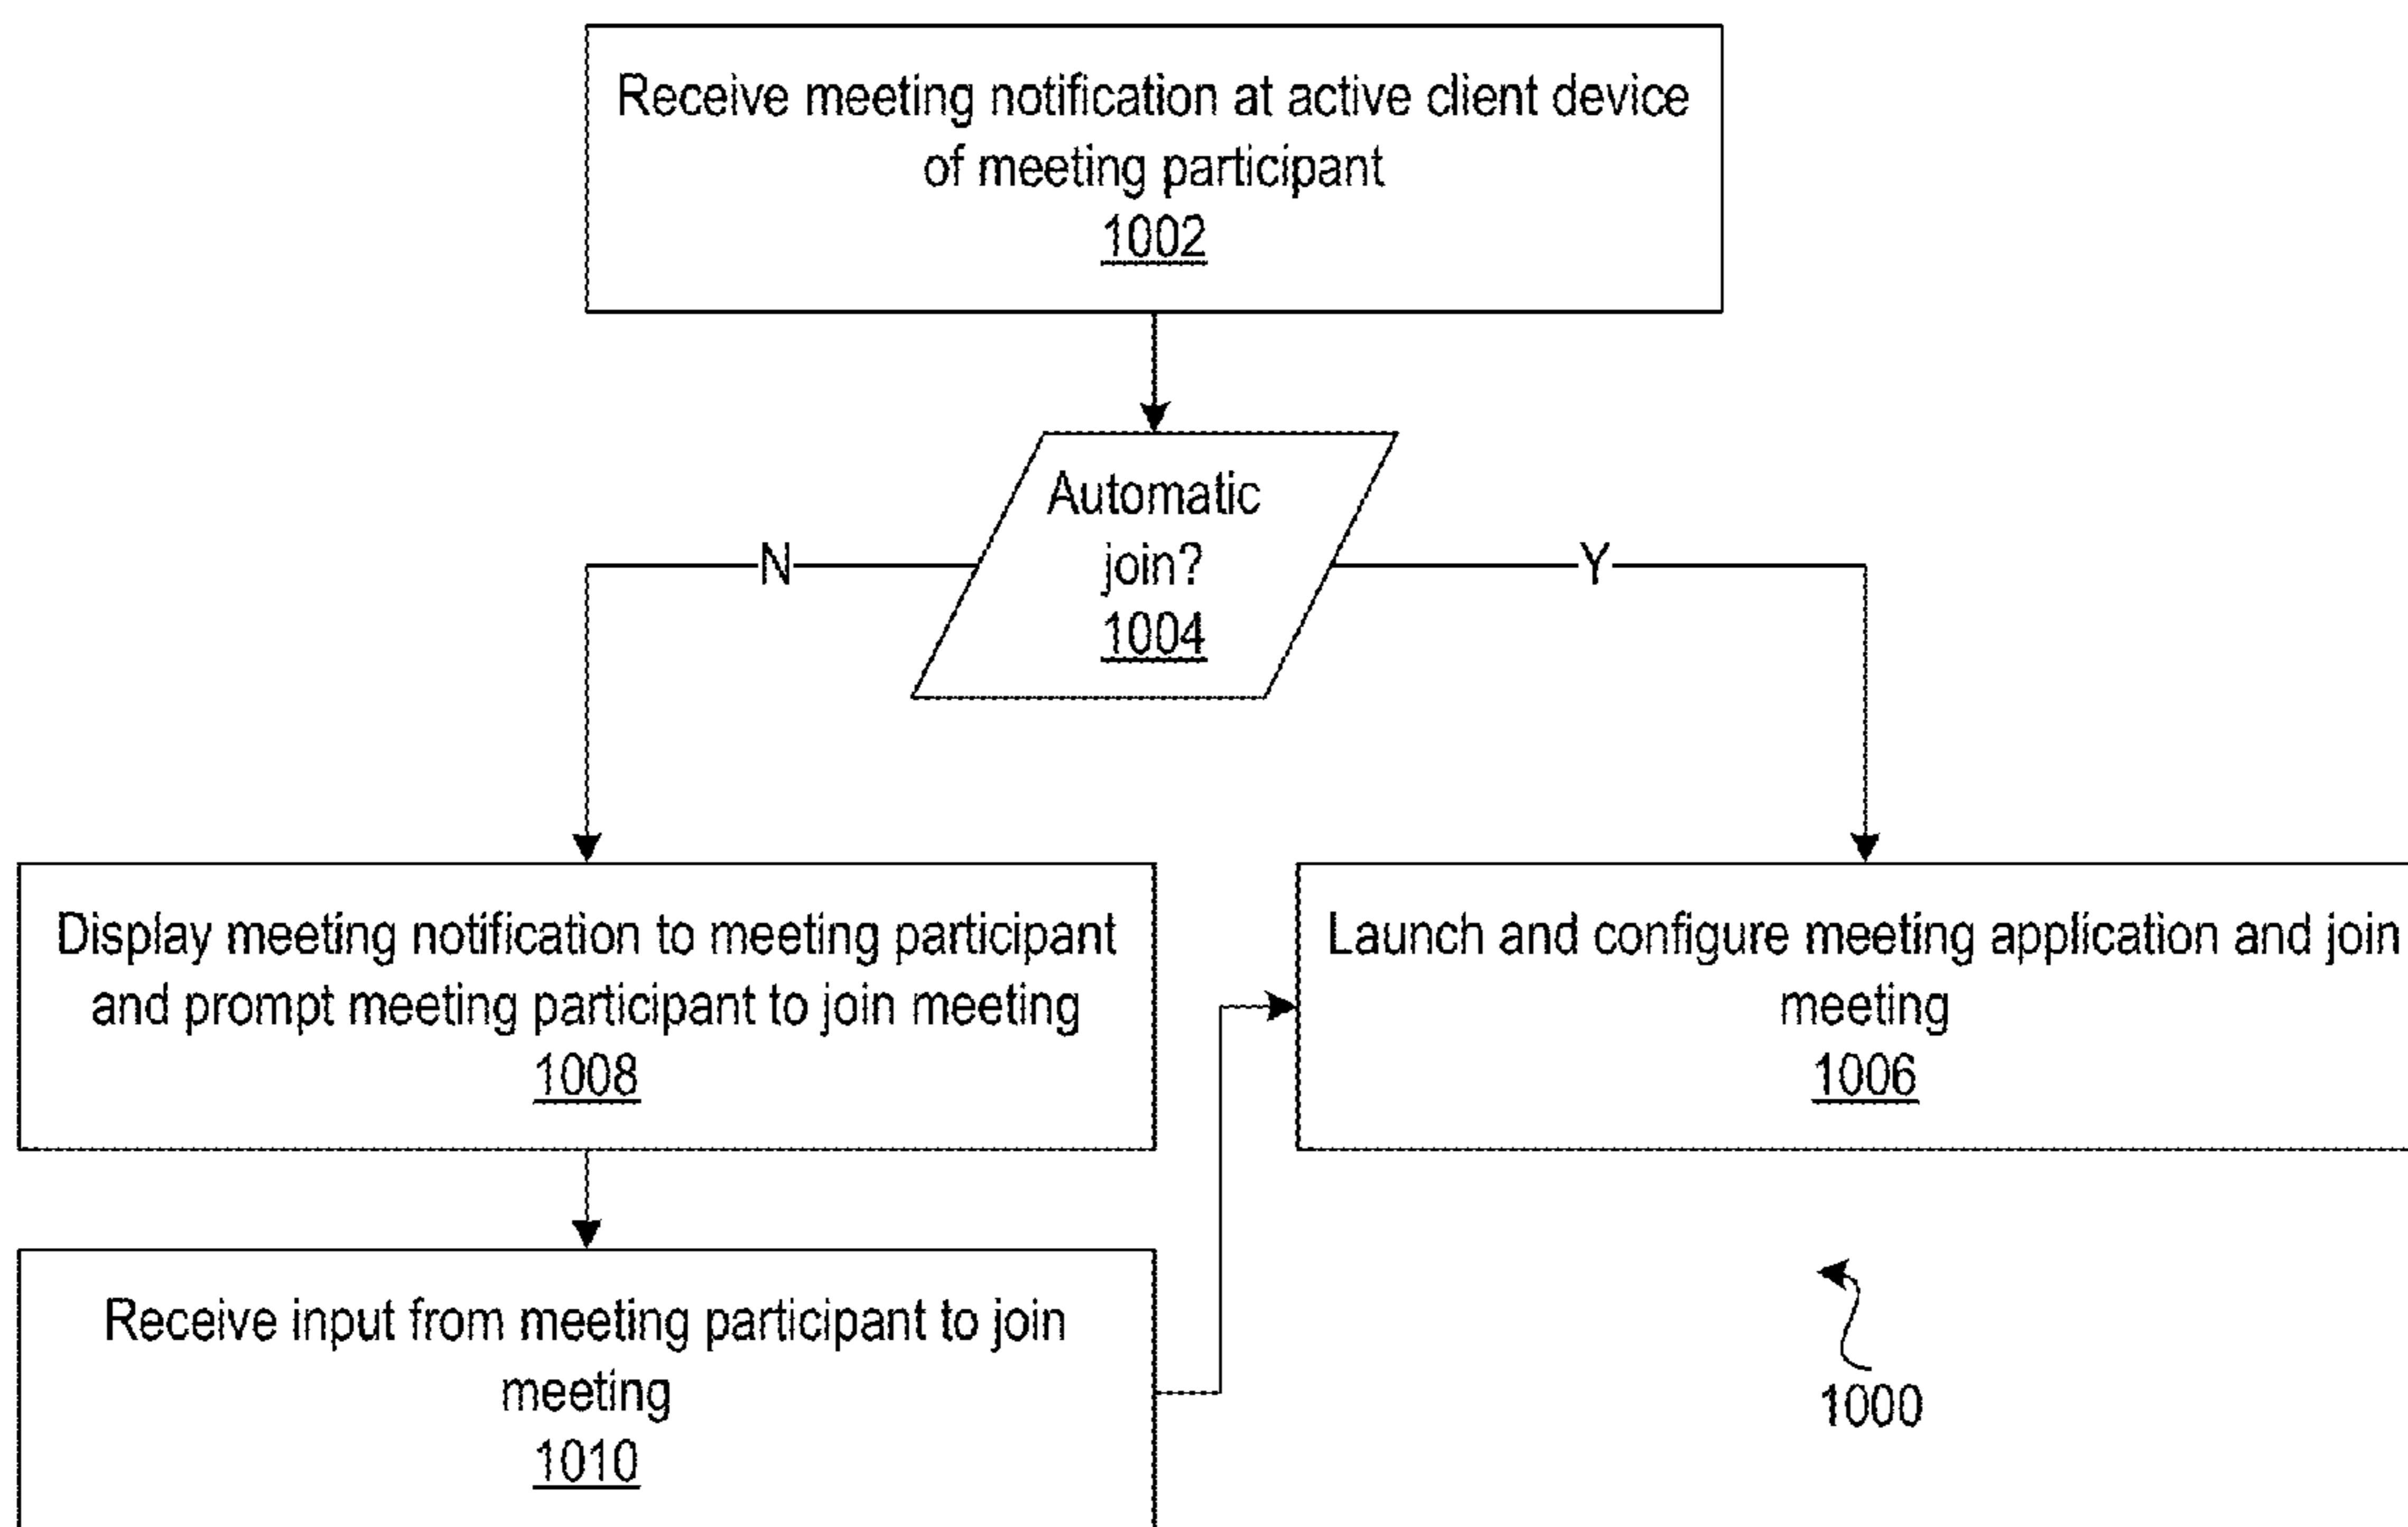 Receive meeting notification at active client device
of meeting participant
1002
Automatic
join?
1004
N
Y
Display meeting notification to meeting participant
and prompt meeting participant to join meeting
1008
Launch and configure meeting application and join
meeting
1006
Receive input from meeting participant to join
meeting
1010
1000